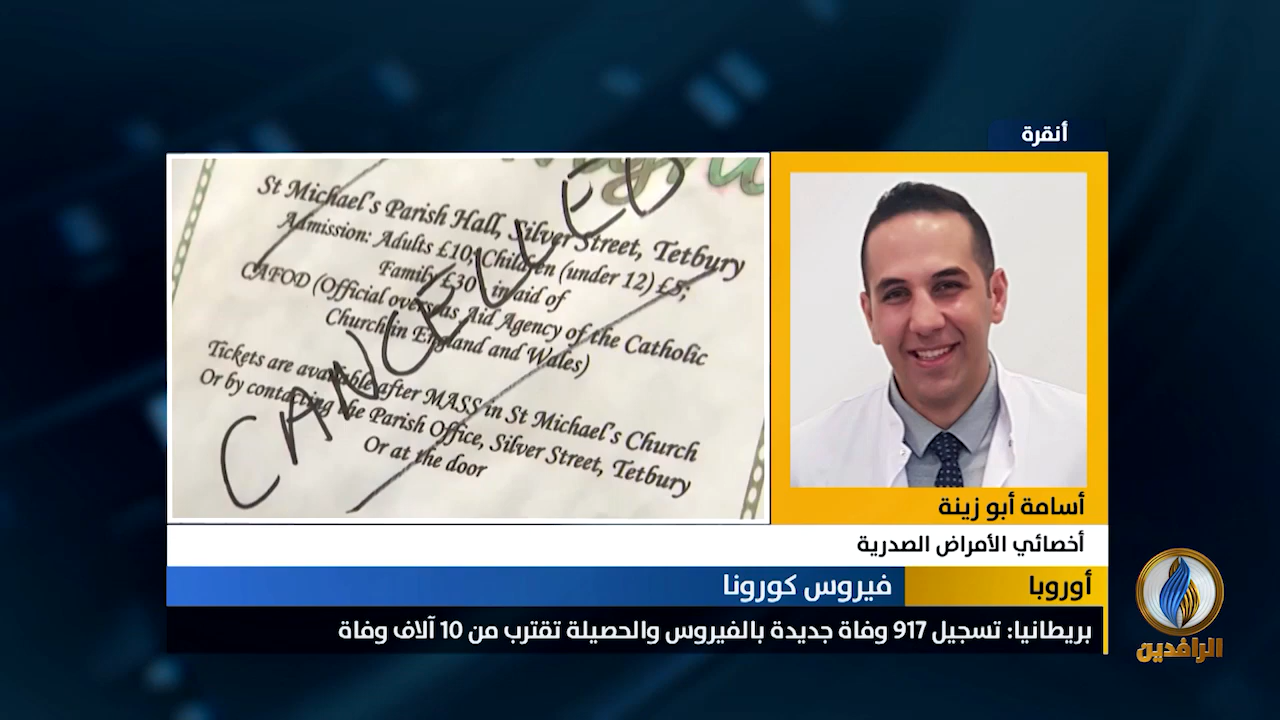 أنقرة
St Michael's Parish Hall, Silver Street, Tetbury
Admission: Adults £10; Children (under 12) £5;
Family £30 in aid of
CAFOD (Official overseas Aid Agency of the Catholic
Church in England and Wales)
Tickets are available after MASS in St Michael's Church
Or by contacting the Parish Office, Silver Street, Tetbury
Or at the door
CANCELLED
أسامة أبو زينة
أخصائي الأمراض الصدرية
أوروبا
فيروس كورونا
بريطانيا: تسجيل 917 وفاة جديدة بالفيروس والحصيلة تقترب من 10 آلاف وفاة
الرافدين